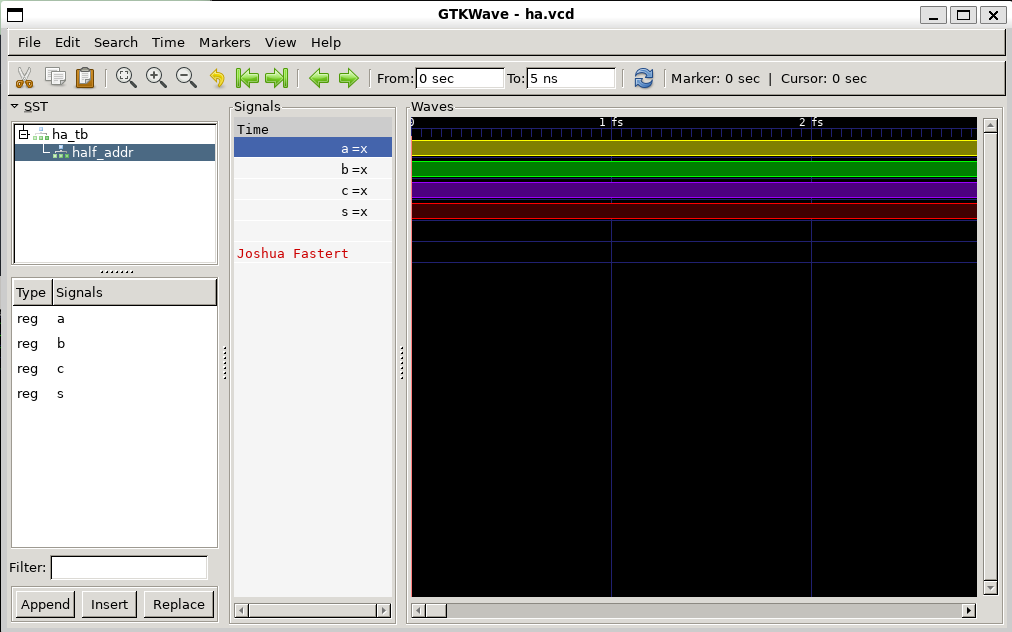 GTKWave - ha.vcd
File Edit Search Time Markers View Help
From: 0 sec To: 5 ns Marker: 0 sec | Cursor: 0 sec
SST
ha_tb
half_addr
Type Signals
reg a
reg b
reg c
reg s
Filter:
Append Insert Replace
Signals
Time
a =x
b =x
c =x
s =x
Joshua Fastert
Waves
0 1 fs 2 fs